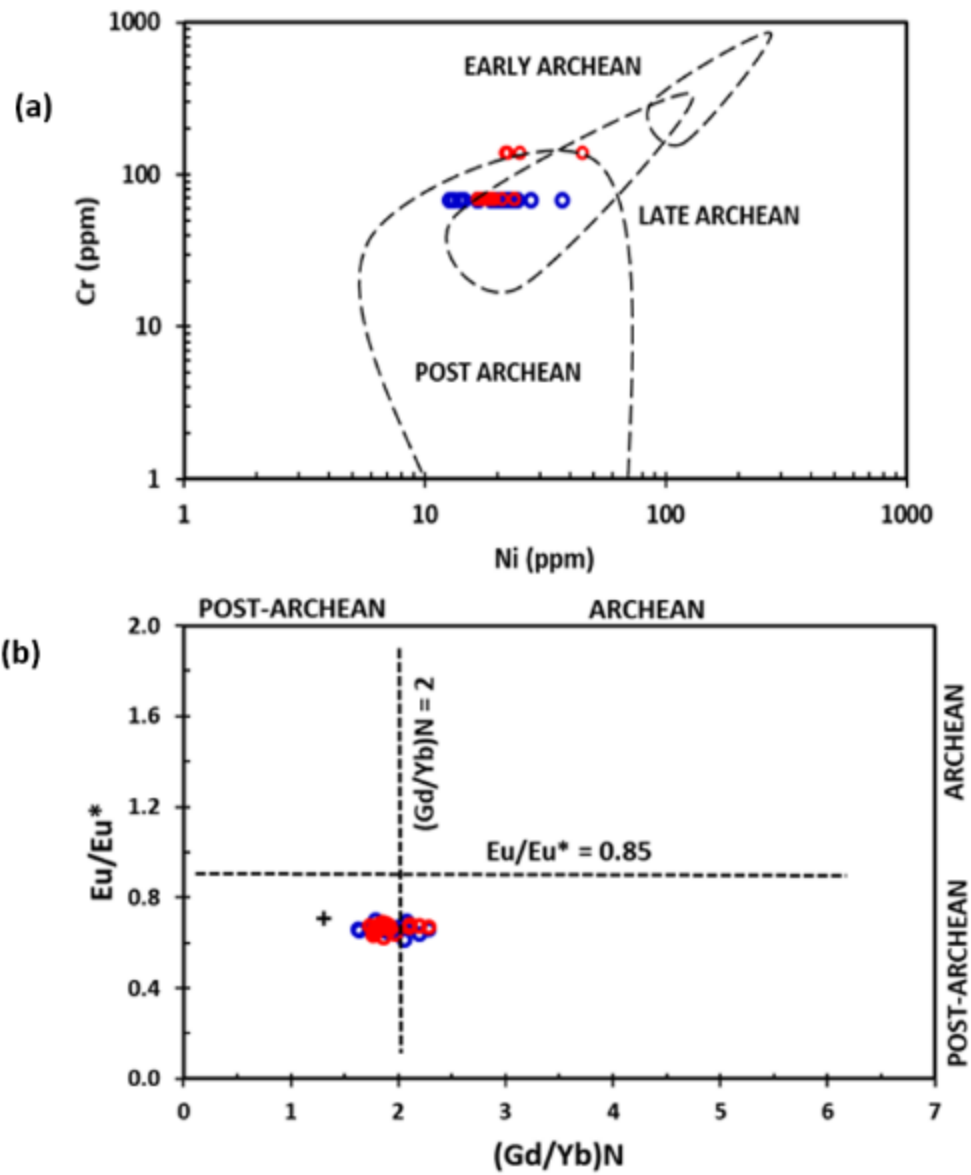 (a)
1000
100
10
1
Cr (ppm)
EARLY ARCHEAN
LATE ARCHEAN
POST ARCHEAN
1
10
100
1000
Ni (ppm)
(b)
POST-ARCHEAN
ARCHEAN
2.0
1.6
1.2
0.8
0.4
0.0
Eu/Eu*
(Gd/Yb)N = 2
Eu/Eu* = 0.85
ARCHEAN
POST-ARCHEAN
0
1
2
3
4
5
6
7
(Gd/Yb)N